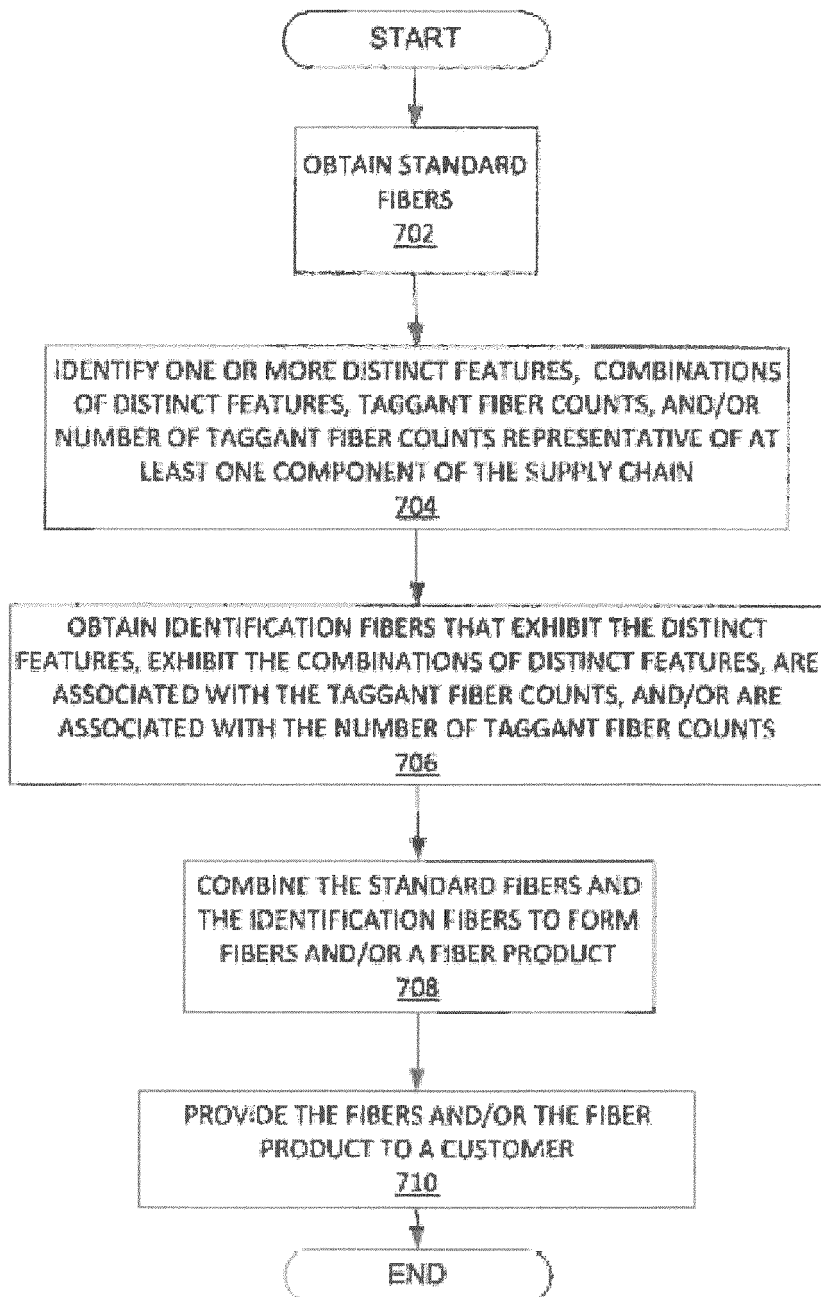 START
OBTAIN STANDARD
FIBERS
702
IDENTIFY ONE OR MORE DISTINCT FEATURES, COMBINATIONS
OF DISTINCT FEATURES, TAGGANT FIBER COUNTS, AND/OR
NUMBER OF TAGGANT FIBER COUNTS REPRESENTATIVE OF AT
LEAST ONE COMPONENT OF THE SUPPLY CHAIN
704
OBTAIN IDENTIFICATION FIBERS THAT EXHIBIT THE DISTINCT
FEATURES, EXHIBIT THE COMBINATIONS OF DISTINCT FEATURES, ARE
ASSOCIATED WITH THE TAGGANT FIBER COUNTS, AND/OR ARE
ASSOCIATED WITH THE NUMBER OF TAGGANT FIBER COUNTS
706
COMBINE THE STANDARD FIBERS AND
THE IDENTIFICATION FIBERS TO FORM
FIBERS AND/OR A FIBER PRODUCT
708
PROVIDE THE FIBERS AND/OR THE FIBER
PRODUCT TO A CUSTOMER
710
END